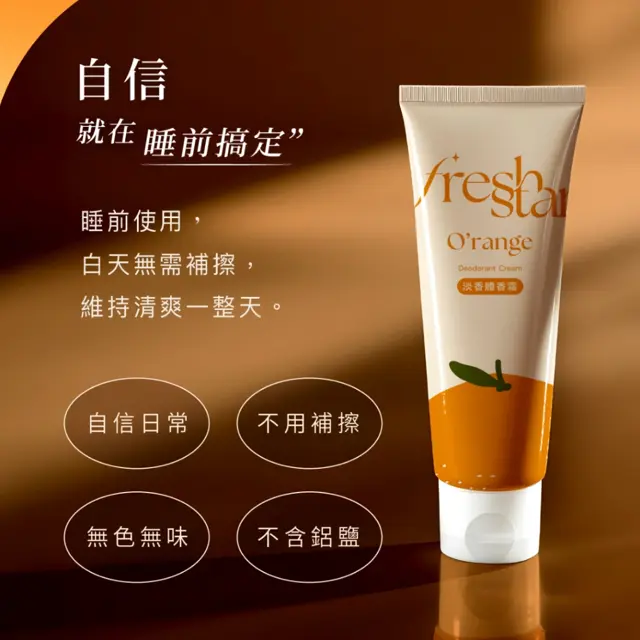 自信
就在 睡前搞定”
睡前使用，
白天無需補擦，
維持清爽一整天。
自信日常
不用補擦
無色無味
不含鋁鹽
fresh
star
O'range
Deodorant Cream
淡香體香霜